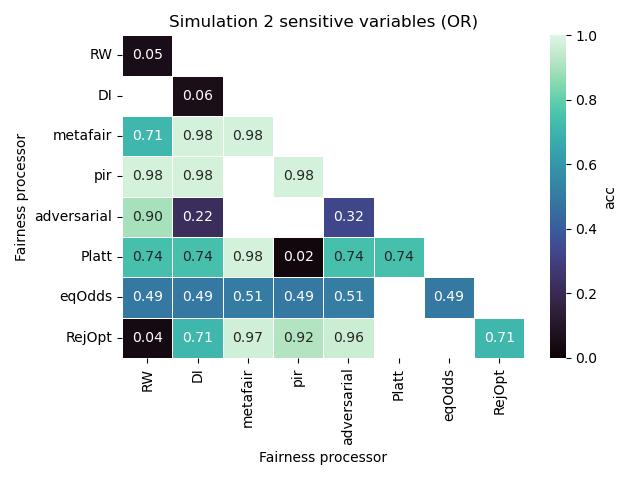 Simulation 2 sensitive variables (OR)
Fairness processor
RW 0.05
DI 0.06
metafair 0.71 0.98 0.98
pir 0.98 0.98 0.98
adversarial 0.90 0.22 0.32
Platt 0.74 0.74 0.98 0.02 0.74 0.74
eqOdds 0.49 0.49 0.51 0.49 0.51 0.49
RejOpt 0.04 0.71 0.97 0.92 0.96 0.71
RW DI metafair pir adversarial Platt eqOdds RejOpt
Fairness processor
1.0
0.8
0.6
0.4
0.2
0.0
acc